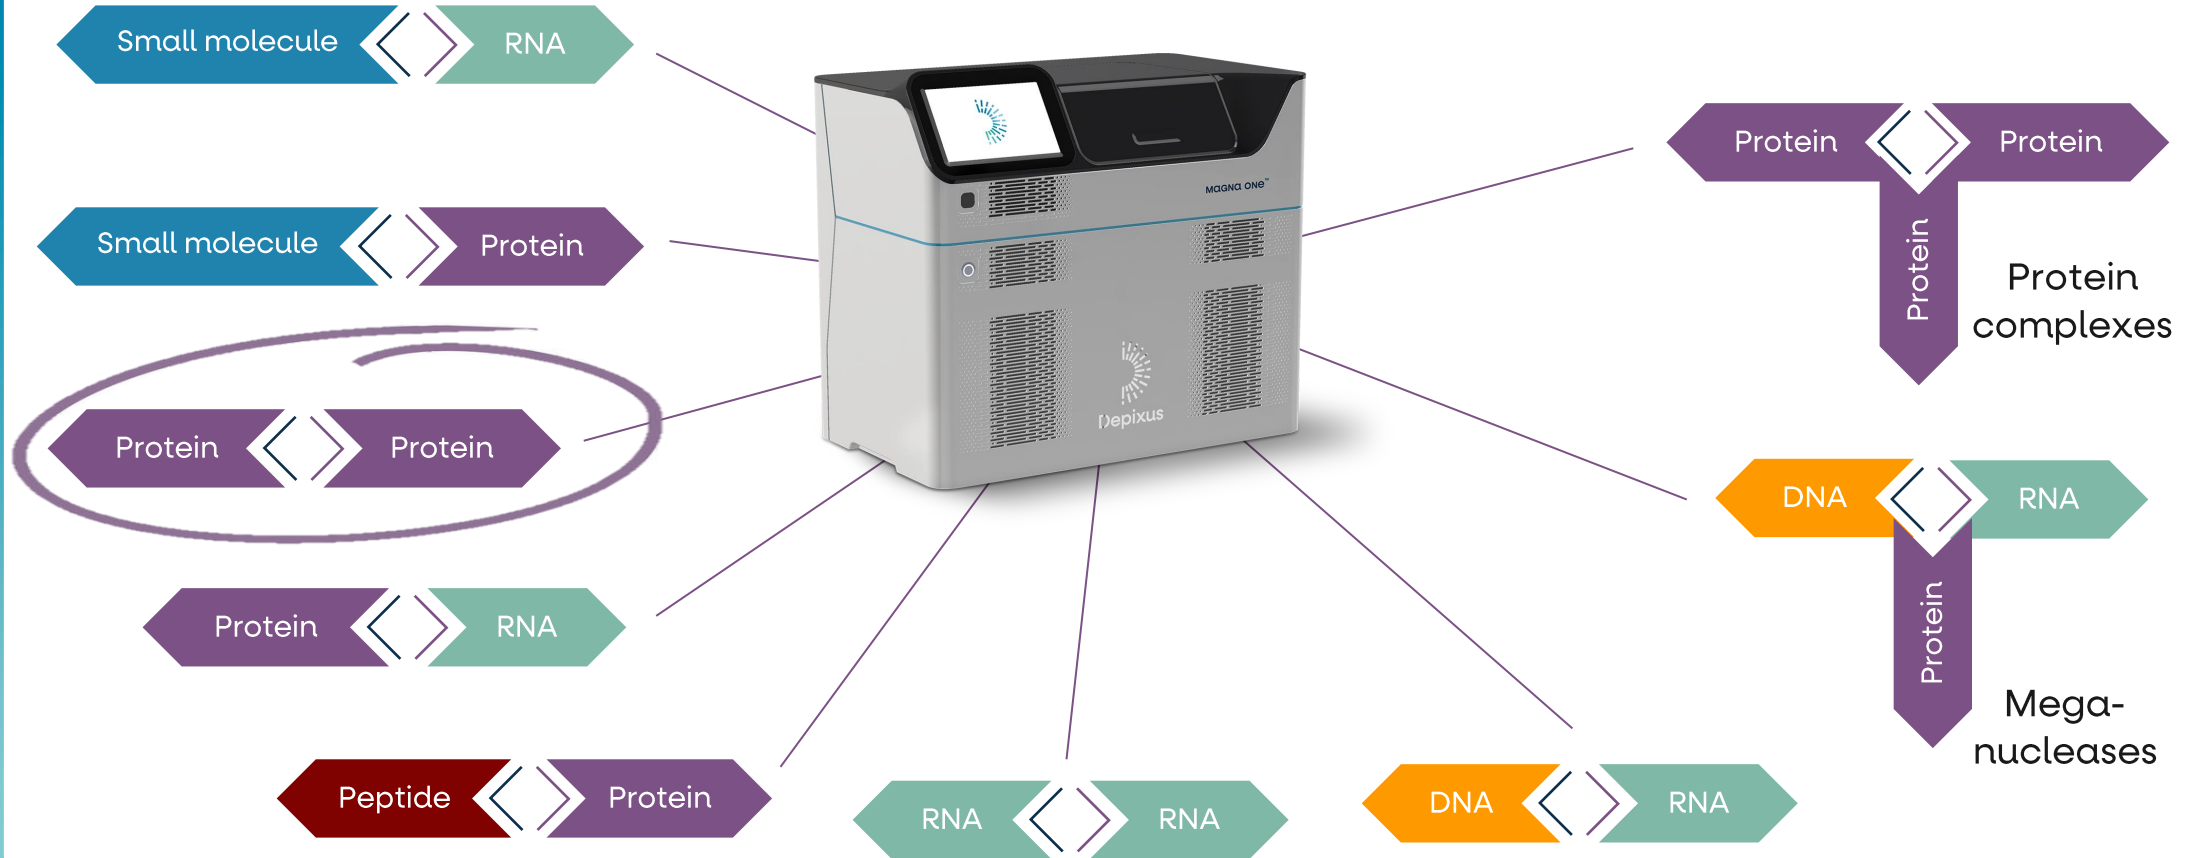 Small molecule RNA
Small molecule Protein
Protein Protein
Protein RNA
Peptide Protein
RNA RNA
DNA RNA
MAGNA ONE™
Depixus
Protein Protein
Protein
Protein
complexes
DNA RNA
Protein
Mega-
nucleases